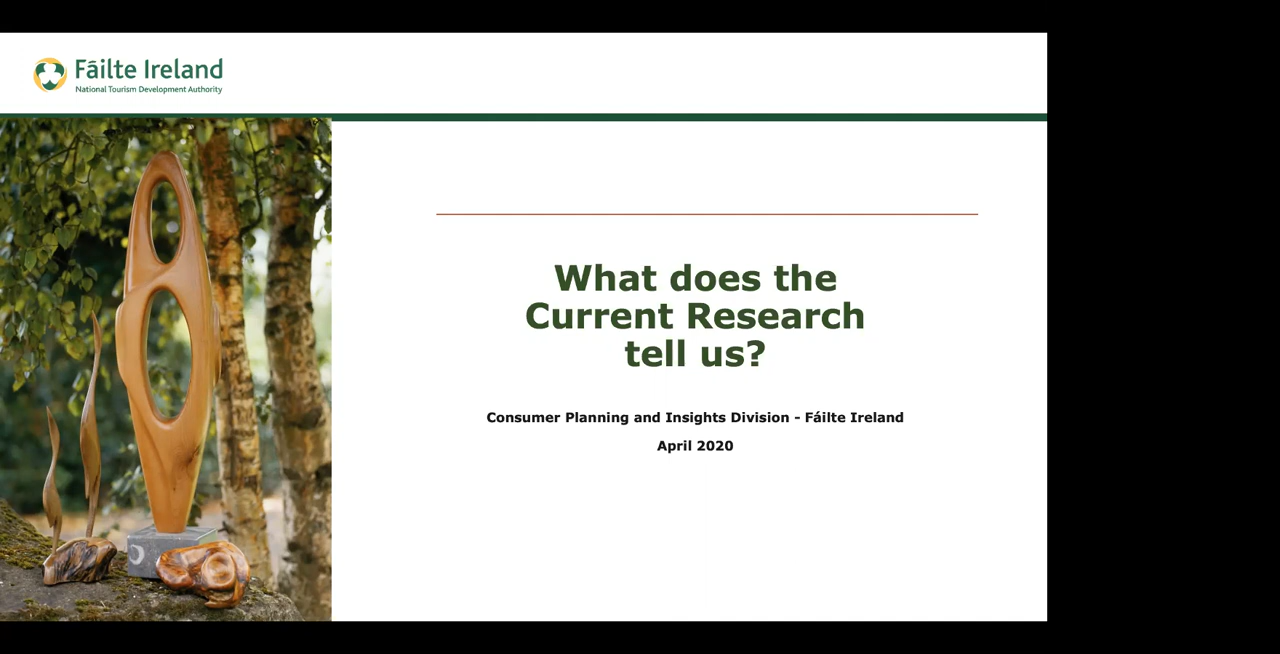 Fáilte Ireland
National Tourism Development Authority
What does the
Current Research
tell us?
Consumer Planning and Insights Division - Fáilte Ireland
April 2020